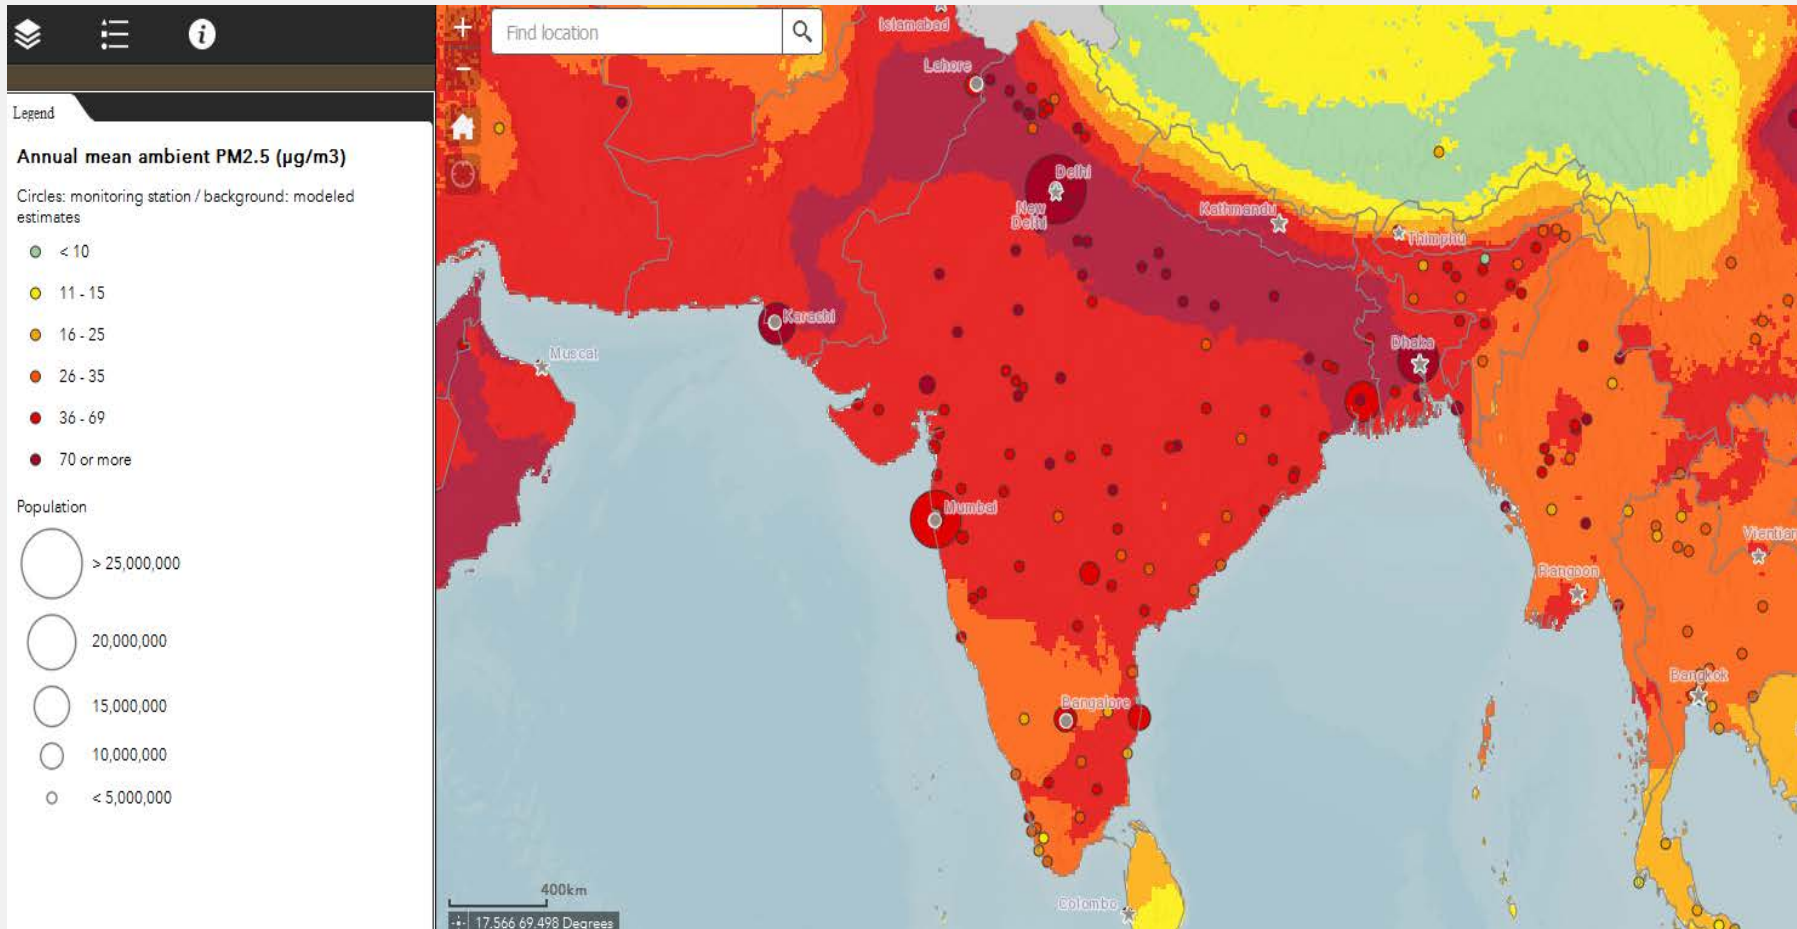 Find location
Legend
Annual mean ambient PM2.5 (µg/m3)
Circles: monitoring station / background: modeled
estimates
< 10
11 - 15
16 - 25
26 - 35
36 - 69
70 or more
Population
> 25,000,000
20,000,000
15,000,000
10,000,000
< 5,000,000
Islamabad
Lahore
Delhi
New
Delhi
Kathmandu
Thimphu
Karachi
Muscat
Dhaka
Mumbai
Vientian
Rangoon
Bangkok
Bangalore
Colombo
400km
17.566 69.498 Degrees